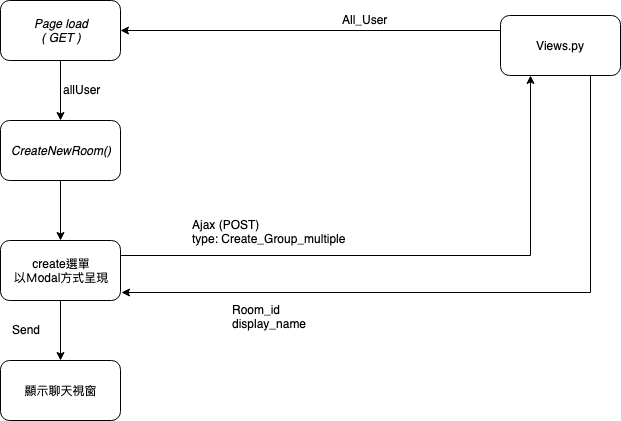 Page load
( GET )
All_User
Views.py
allUser
CreateNewRoom()
Ajax (POST)
type: Create_Group_multiple
create選單
以Modal方式呈現
Room_id
display_name
Send
顯示聊天視窗